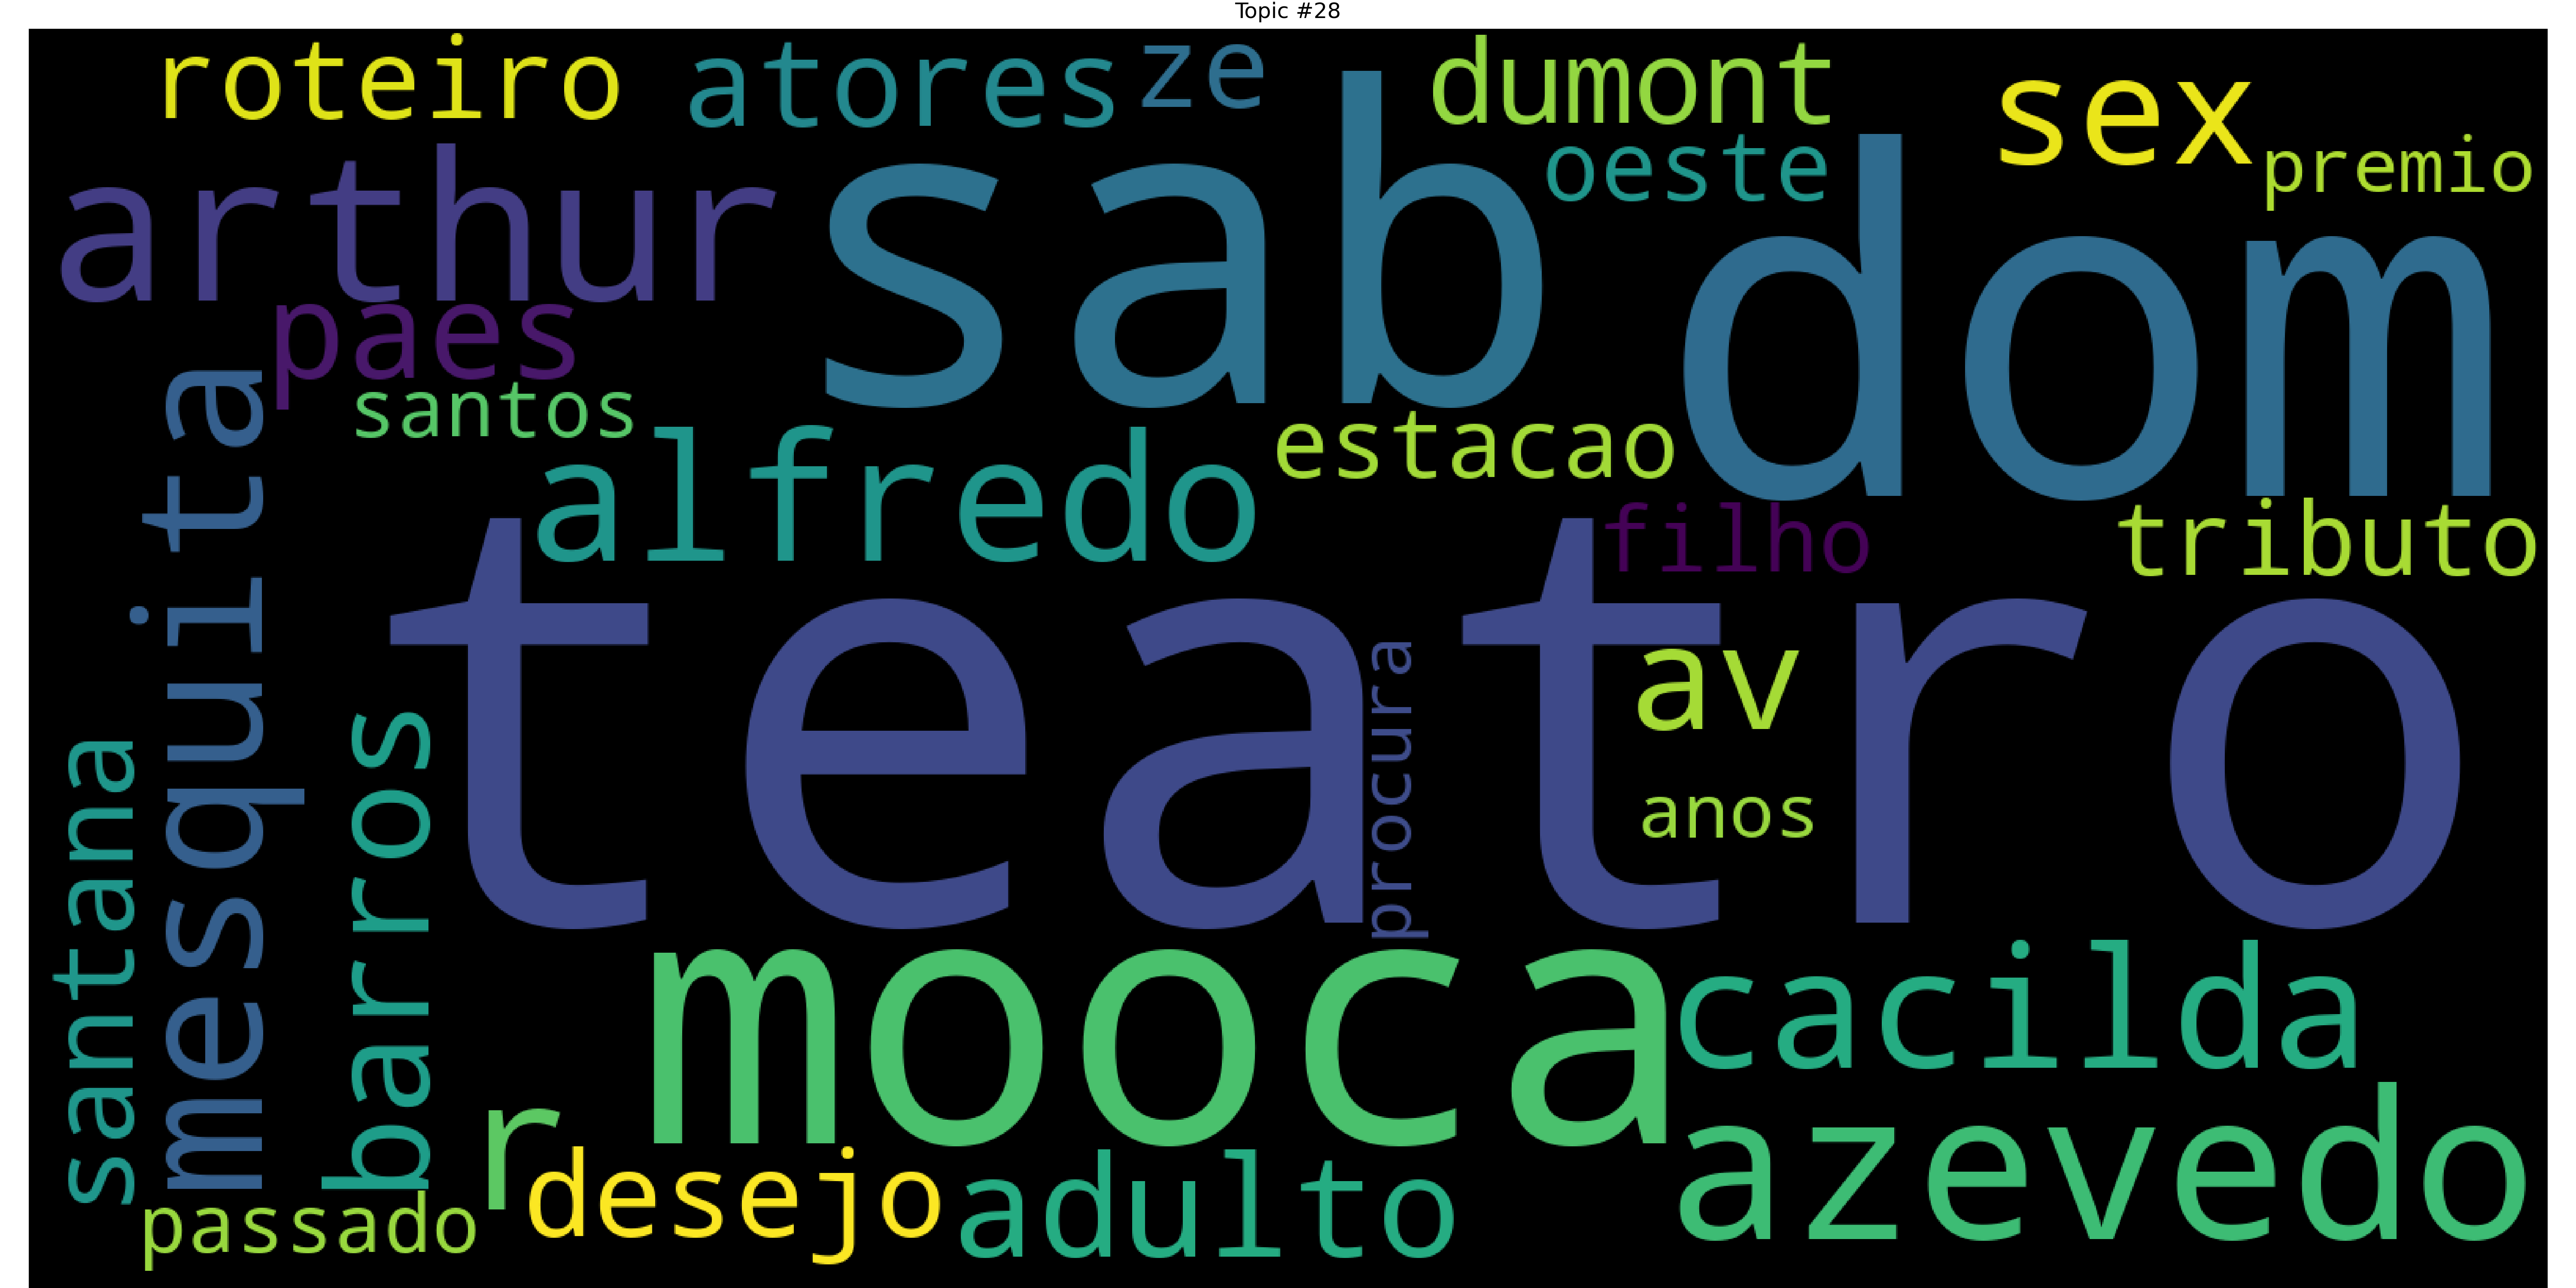 Topic #28
roteiro
atores
ze
dumont
sex
oeste
premio
arthur
sab
dom
paes
santos
alfredo
estacao
filho
tributo
mesquita
teatro
procura
av
anos
santana
barros
mooca
cacilda
r
azevedo
desejo
adulto
passado